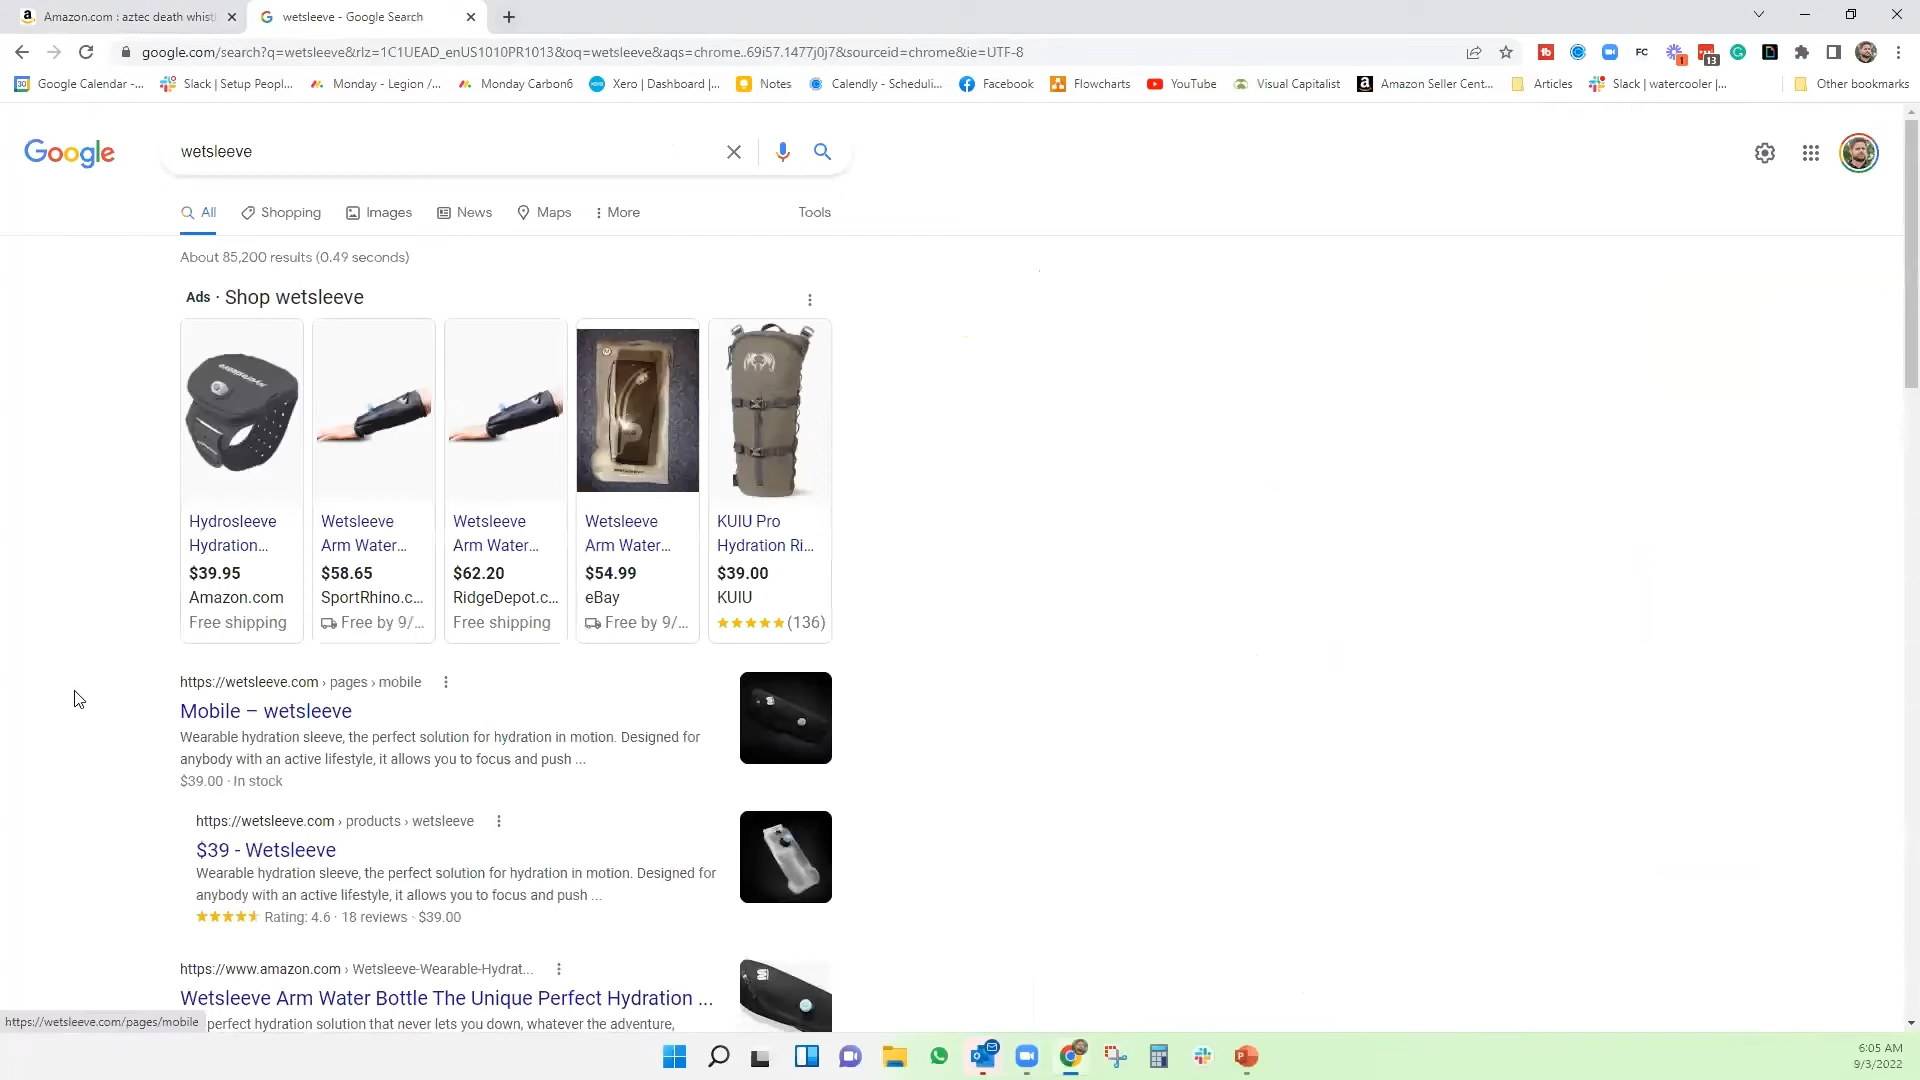 Amazon.com : aztec death whist
wetsleeve - Google Search
google.com/search?q=wetsleeve&rlz=1C1UEAD_enUS1010PR1013&oq=wetsleeve&aqs=chrome..69i57.1477j0j7&sourceid=chrome&ie=UTF-8
Google Calendar -...
Slack | Setup Peopl...
Monday - Legion /...
Monday Carbon6
Xero | Dashboard |...
Notes
Calendly - Scheduli...
Facebook
Flowcharts
YouTube
Visual Capitalist
Amazon Seller Cent...
Articles
Slack | watercooler |...
Other bookmarks
Google
wetsleeve
All
Shopping
Images
News
Maps
More
Tools
About 85,200 results (0.49 seconds)
Ads · Shop wetsleeve
Hydrosleeve
Hydration...
$39.95
Amazon.com
Free shipping
Wetsleeve
Arm Water...
$58.65
SportRhino.c...
Free by 9/...
Wetsleeve
Arm Water...
$62.20
RidgeDepot.c...
Free shipping
Wetsleeve
Arm Water...
$54.99
eBay
Free by 9/...
KUIU Pro
Hydration Ri...
$39.00
KUIU
(136)
https://wetsleeve.com › pages › mobile
Mobile – wetsleeve
Wearable hydration sleeve, the perfect solution for hydration in motion. Designed for
anybody with an active lifestyle, it allows you to focus and push ...
$39.00 · In stock
https://wetsleeve.com › products › wetsleeve
$39 - Wetsleeve
Wearable hydration sleeve, the perfect solution for hydration in motion. Designed for
anybody with an active lifestyle, it allows you to focus and push ...
Rating: 4.6 · 18 reviews · $39.00
https://www.amazon.com › Wetsleeve-Wearable-Hydrat...
Wetsleeve Arm Water Bottle The Unique Perfect Hydration ...
perfect hydration solution that never lets you down, whatever the adventure,
https://wetsleeve.com/pages/mobile
6:05 AM
9/3/2022